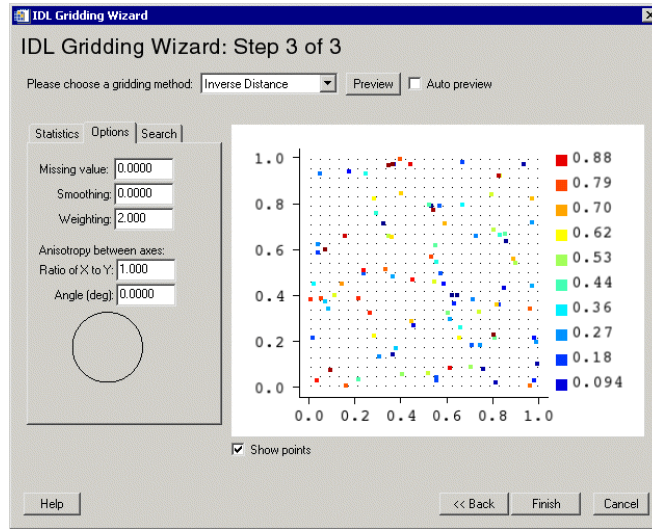 IDL Gridding Wizard
IDL Gridding Wizard: Step 3 of 3
Please choose a gridding method: Inverse Distance Preview Auto preview
Statistics Options Search
Missing value: 0.0000
Smoothing: 0.0000
Weighting: 2.000
Anisotropy between axes:
Ratio of X to Y: 1.000
Angle (deg): 0.0000
1.0
0.8
0.6
0.4
0.2
0.0
0.0 0.2 0.4 0.6 0.8 1.0
0.88
0.79
0.70
0.62
0.53
0.44
0.36
0.27
0.18
0.094
Show points
Help << Back Finish Cancel